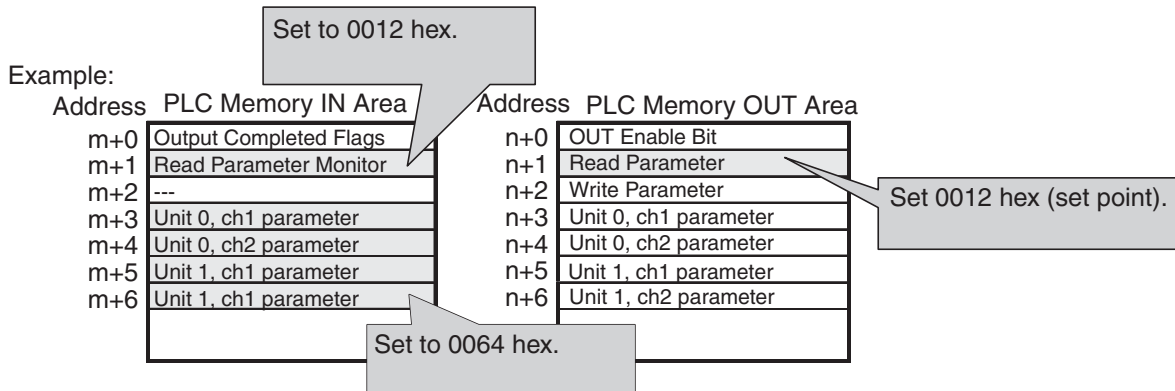 Set to 0012 hex.
Example:
Address PLC Memory IN Area Address PLC Memory OUT Area
m+0 Output Completed Flags n+0 OUT Enable Bit
m+1 Read Parameter Monitor n+1 Read Parameter
m+2 --- n+2 Write Parameter
Set 0012 hex (set point).
m+3 Unit 0, ch1 parameter n+3 Unit 0, ch1 parameter
m+4 Unit 0, ch2 parameter n+4 Unit 0, ch2 parameter
m+5 Unit 1, ch1 parameter n+5 Unit 1, ch1 parameter
m+6 Unit 1, ch1 parameter n+6 Unit 1, ch2 parameter
Set to 0064 hex.